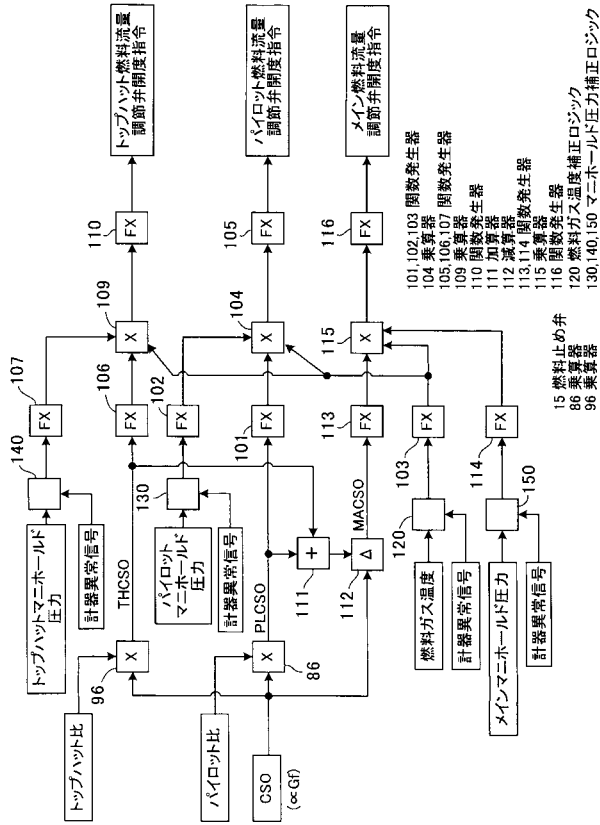 トップハット比
パイロット比
CSO
(∝Gf)
96
X
86
X
トップハットマニホールド
圧力
計器異常信号
140
THCSO
パイロット
マニホールド
圧力
計器異常信号
130
PLCSO
+
111
Δ
112
MACSO
燃料ガス温度
計器異常信号
120
メインマニホールド圧力
計器異常信号
150
FX
107
FX
106
FX
102
FX
101
FX
113
FX
103
FX
114
X
109
X
104
X
115
FX
110
FX
105
FX
116
トップハット燃料流量
調節弁開度指令
パイロット燃料流量
調節弁開度指令
メイン燃料流量
調節弁開度指令
15 燃料止め弁
86 乗算器
96 乗算器
101,102,103 関数発生器
104 乗算器
105,106,107 関数発生器
109 乗算器
110 関数発生器
111 加算器
112 減算器
113,114 関数発生器
115 乗算器
116 関数発生器
120 燃料ガス温度補正ロジック
130,140,150 マニホールド圧力補正ロジック